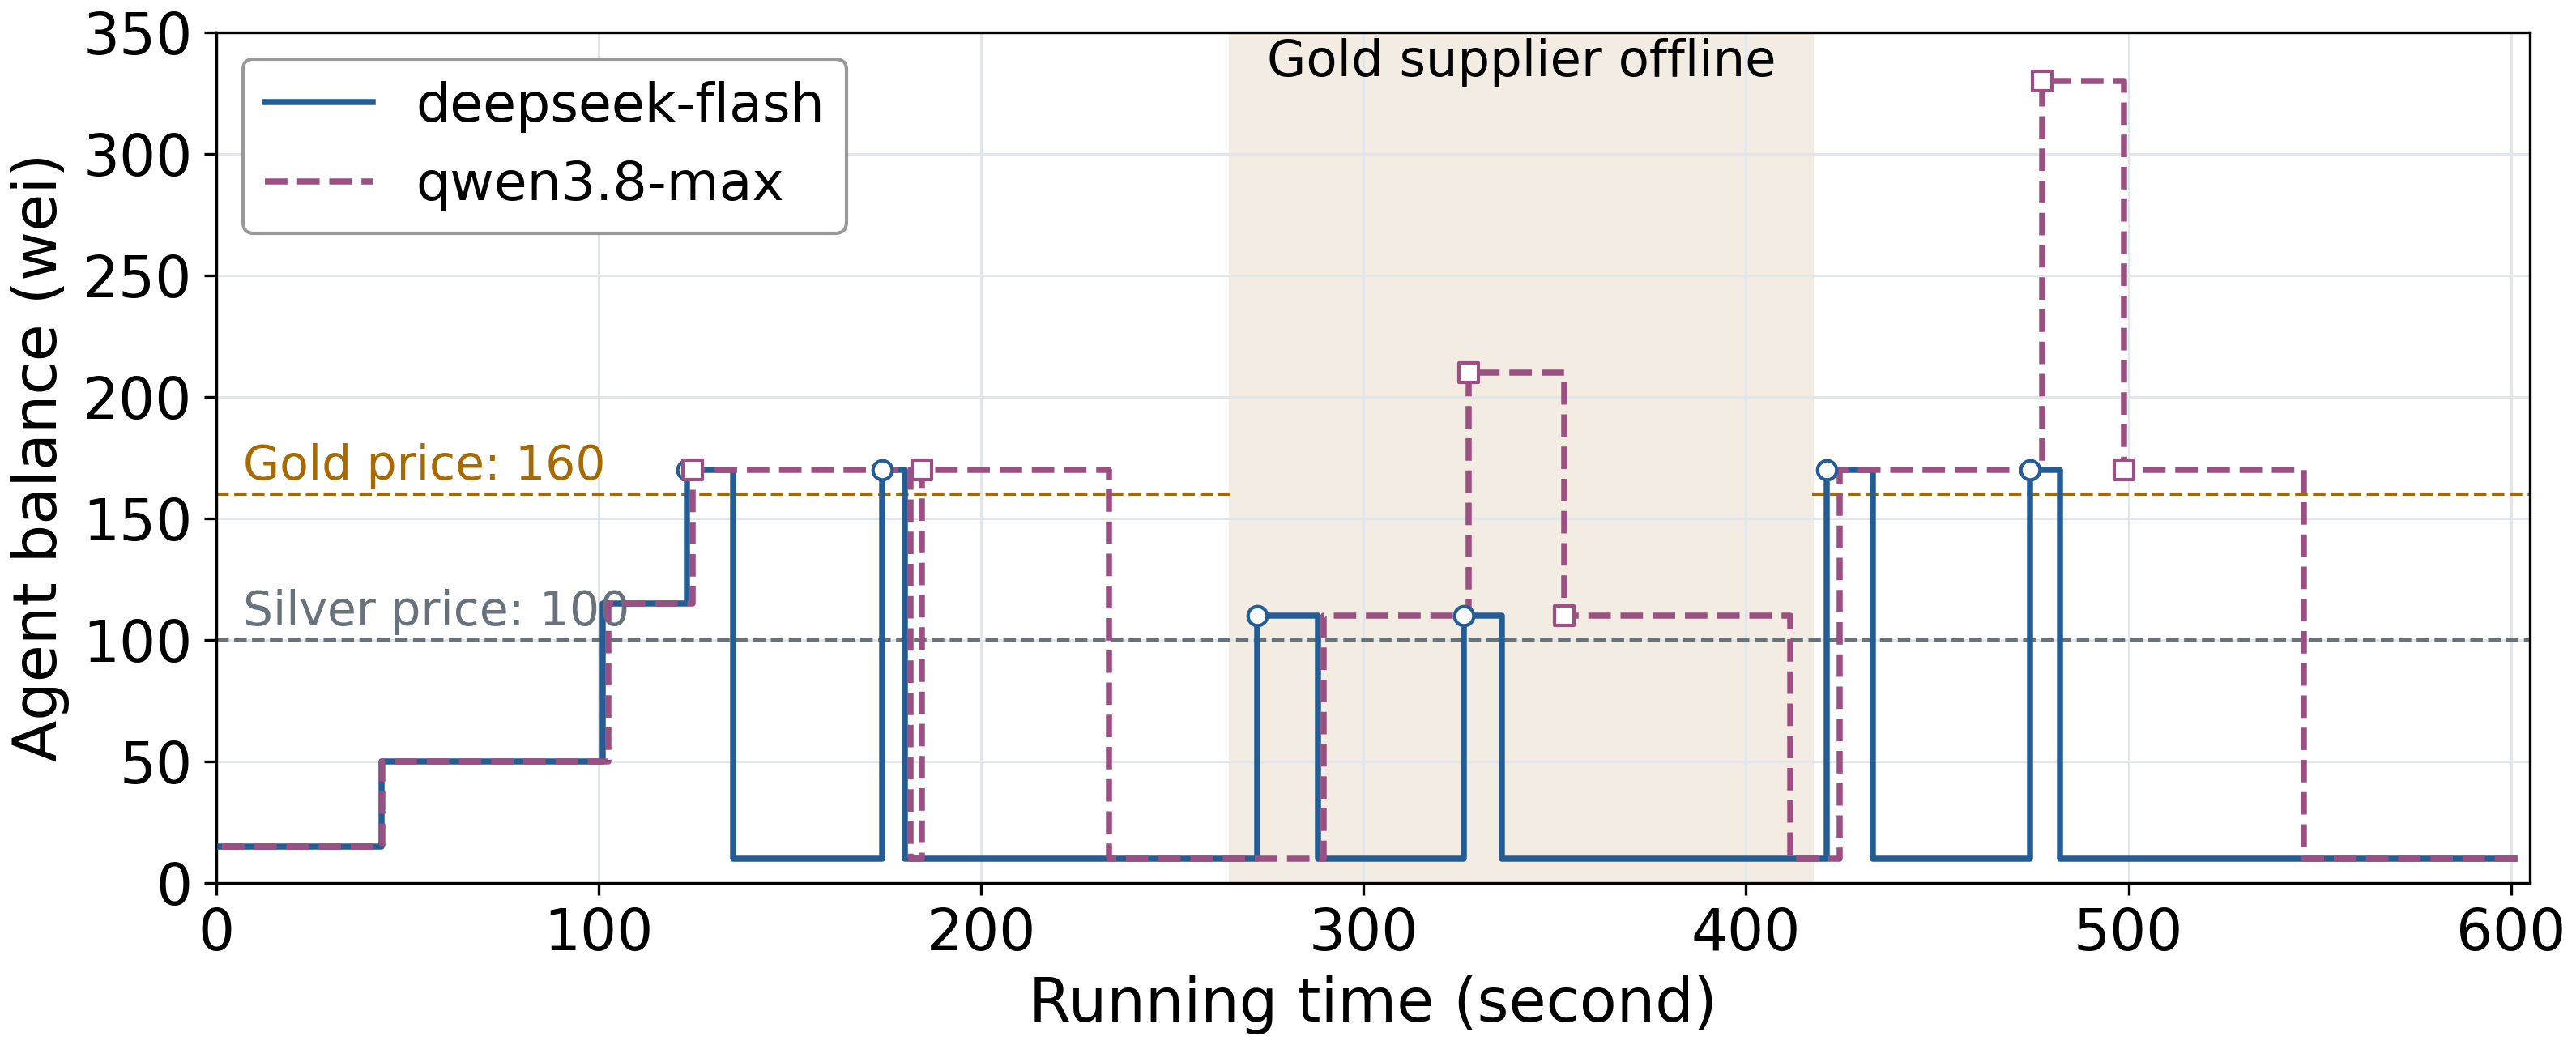 Agent balance (wei)
350
300
250
200
150
100
50
0
deepseek-flash
qwen3.8-max
Gold supplier offline
Gold price: 160
Silver price: 100
0 100 200 300 400 500 600
Running time (second)